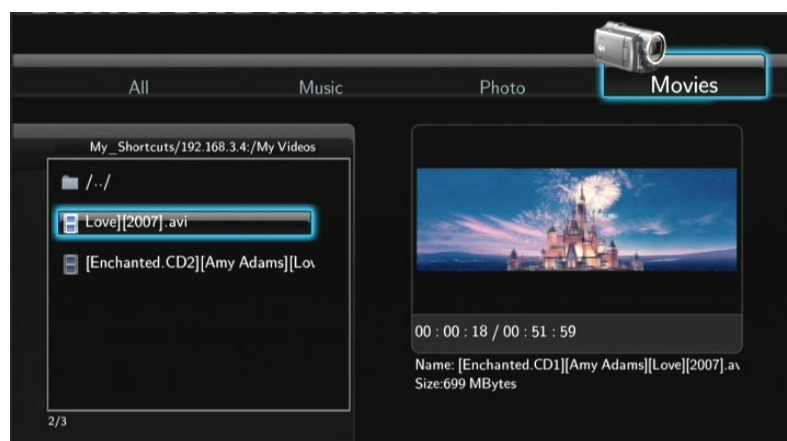 All
Music
Photo
Movies
My_Shortcuts/192.168.3.4:/My Videos
/../
Love][2007].avi
[Enchanted.CD2][Amy Adams][Lov
2/3
00 : 00 : 18 / 00 : 51 : 59
Name: [Enchanted.CD1][Amy Adams][Love][2007].av
Size:699 MBytes